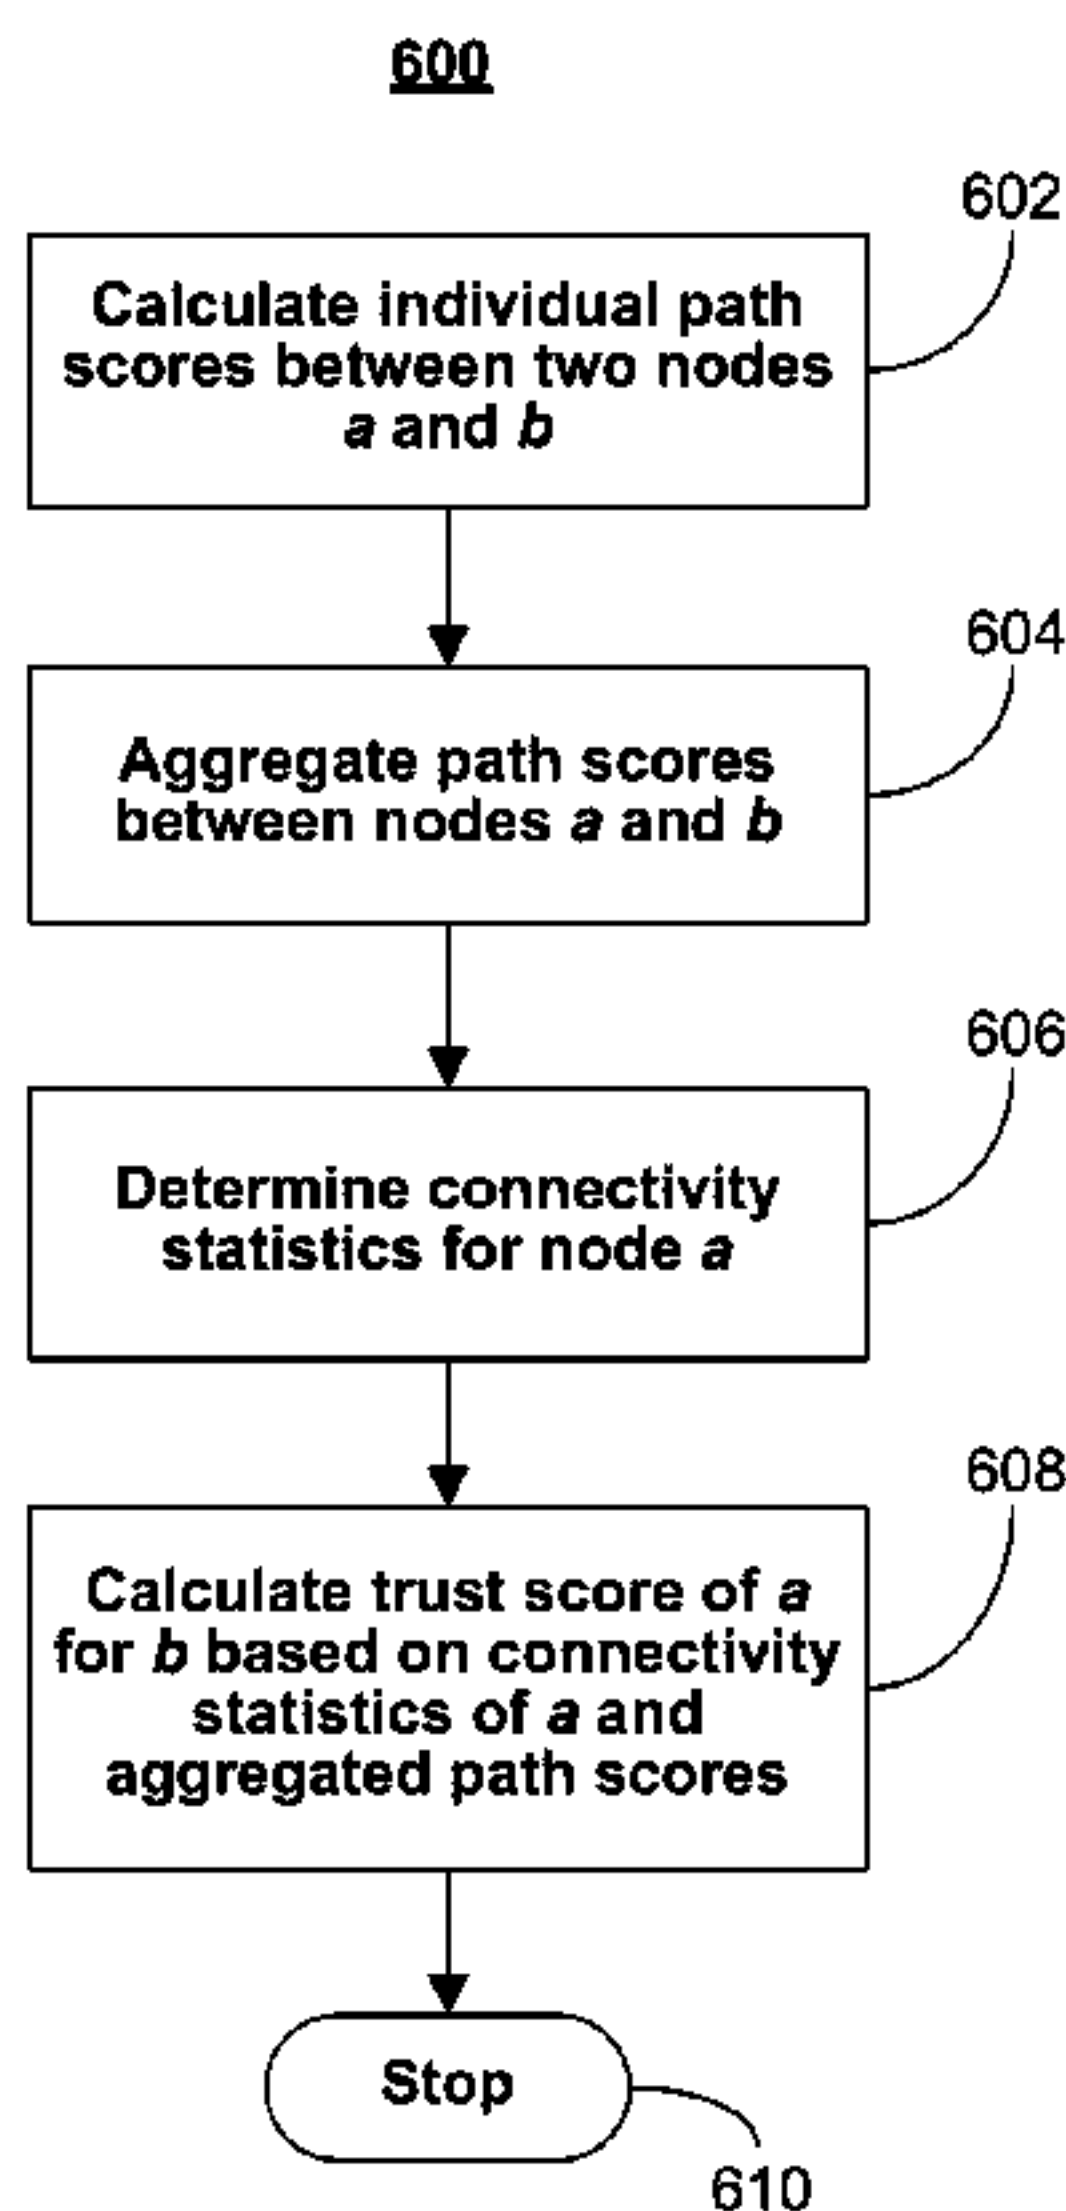 600
602
Calculate individual path
scores between two nodes
a and b
604
Aggregate path scores
between nodes a and b
606
Determine connectivity
statistics for node a
608
Calculate trust score of a
for b based on connectivity
statistics of a and
aggregated path scores
Stop
610